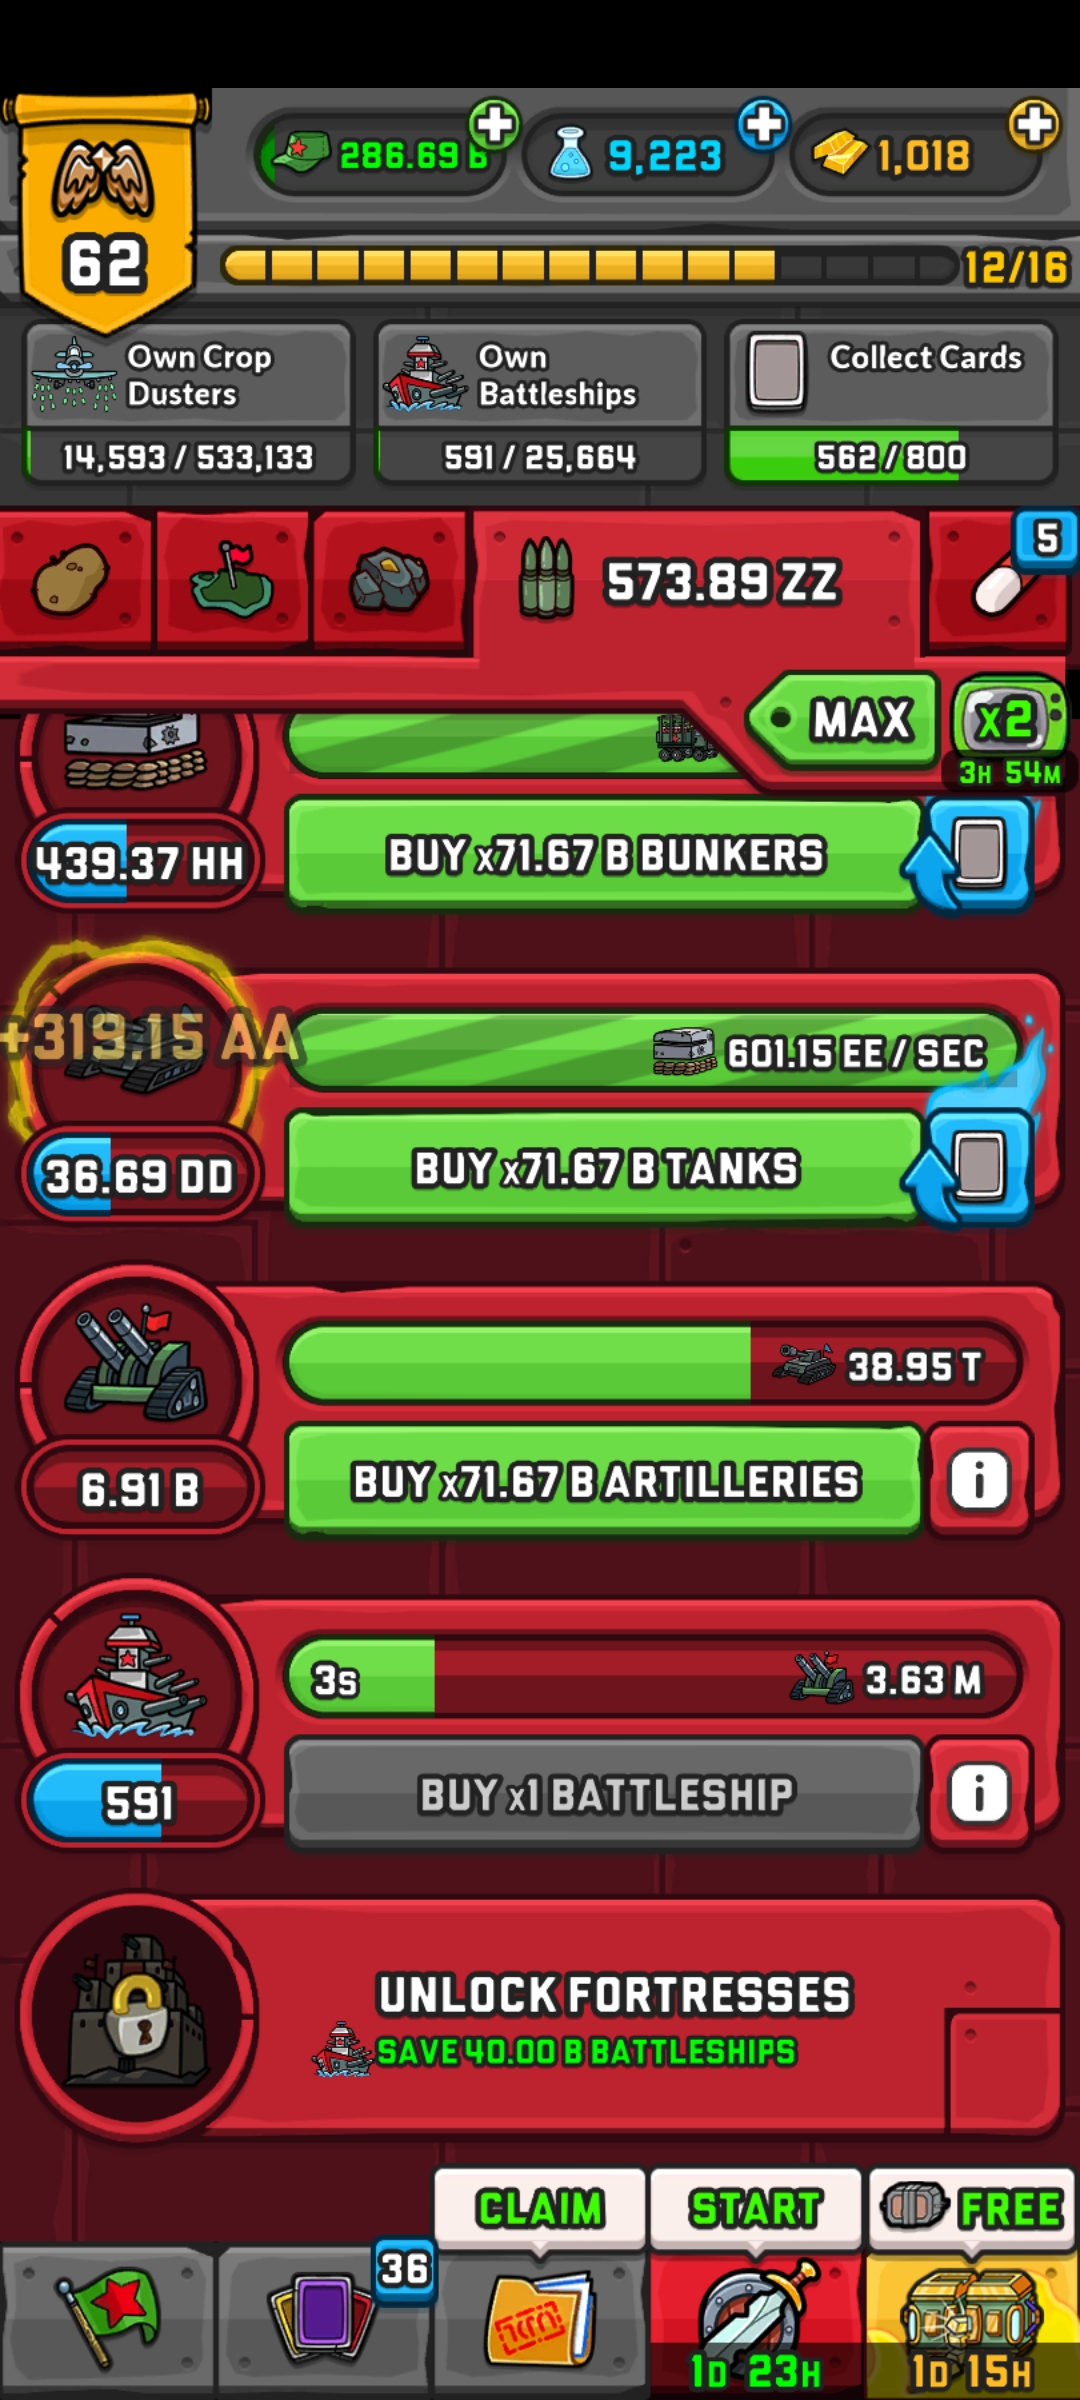 286.69 B
9,223
1,018
62
12/16
Own Crop
Dusters
14,593 / 533,133
Own
Battleships
591 / 25,664
Collect Cards
562 / 800
573.89 ZZ
5
MAX
x2
3H 54M
439.37 HH
BUY x71.67 B BUNKERS
+319.15 AA
601.15 EE / SEC
36.69 DD
BUY x71.67 B TANKS
38.95 T
6.91 B
BUY x71.67 B ARTILLERIES
i
3s
3.63 M
591
BUY x1 BATTLESHIP
i
UNLOCK FORTRESSES
SAVE 40.00 B BATTLESHIPS
CLAIM
START
FREE
36
1D 23H
1D 15H